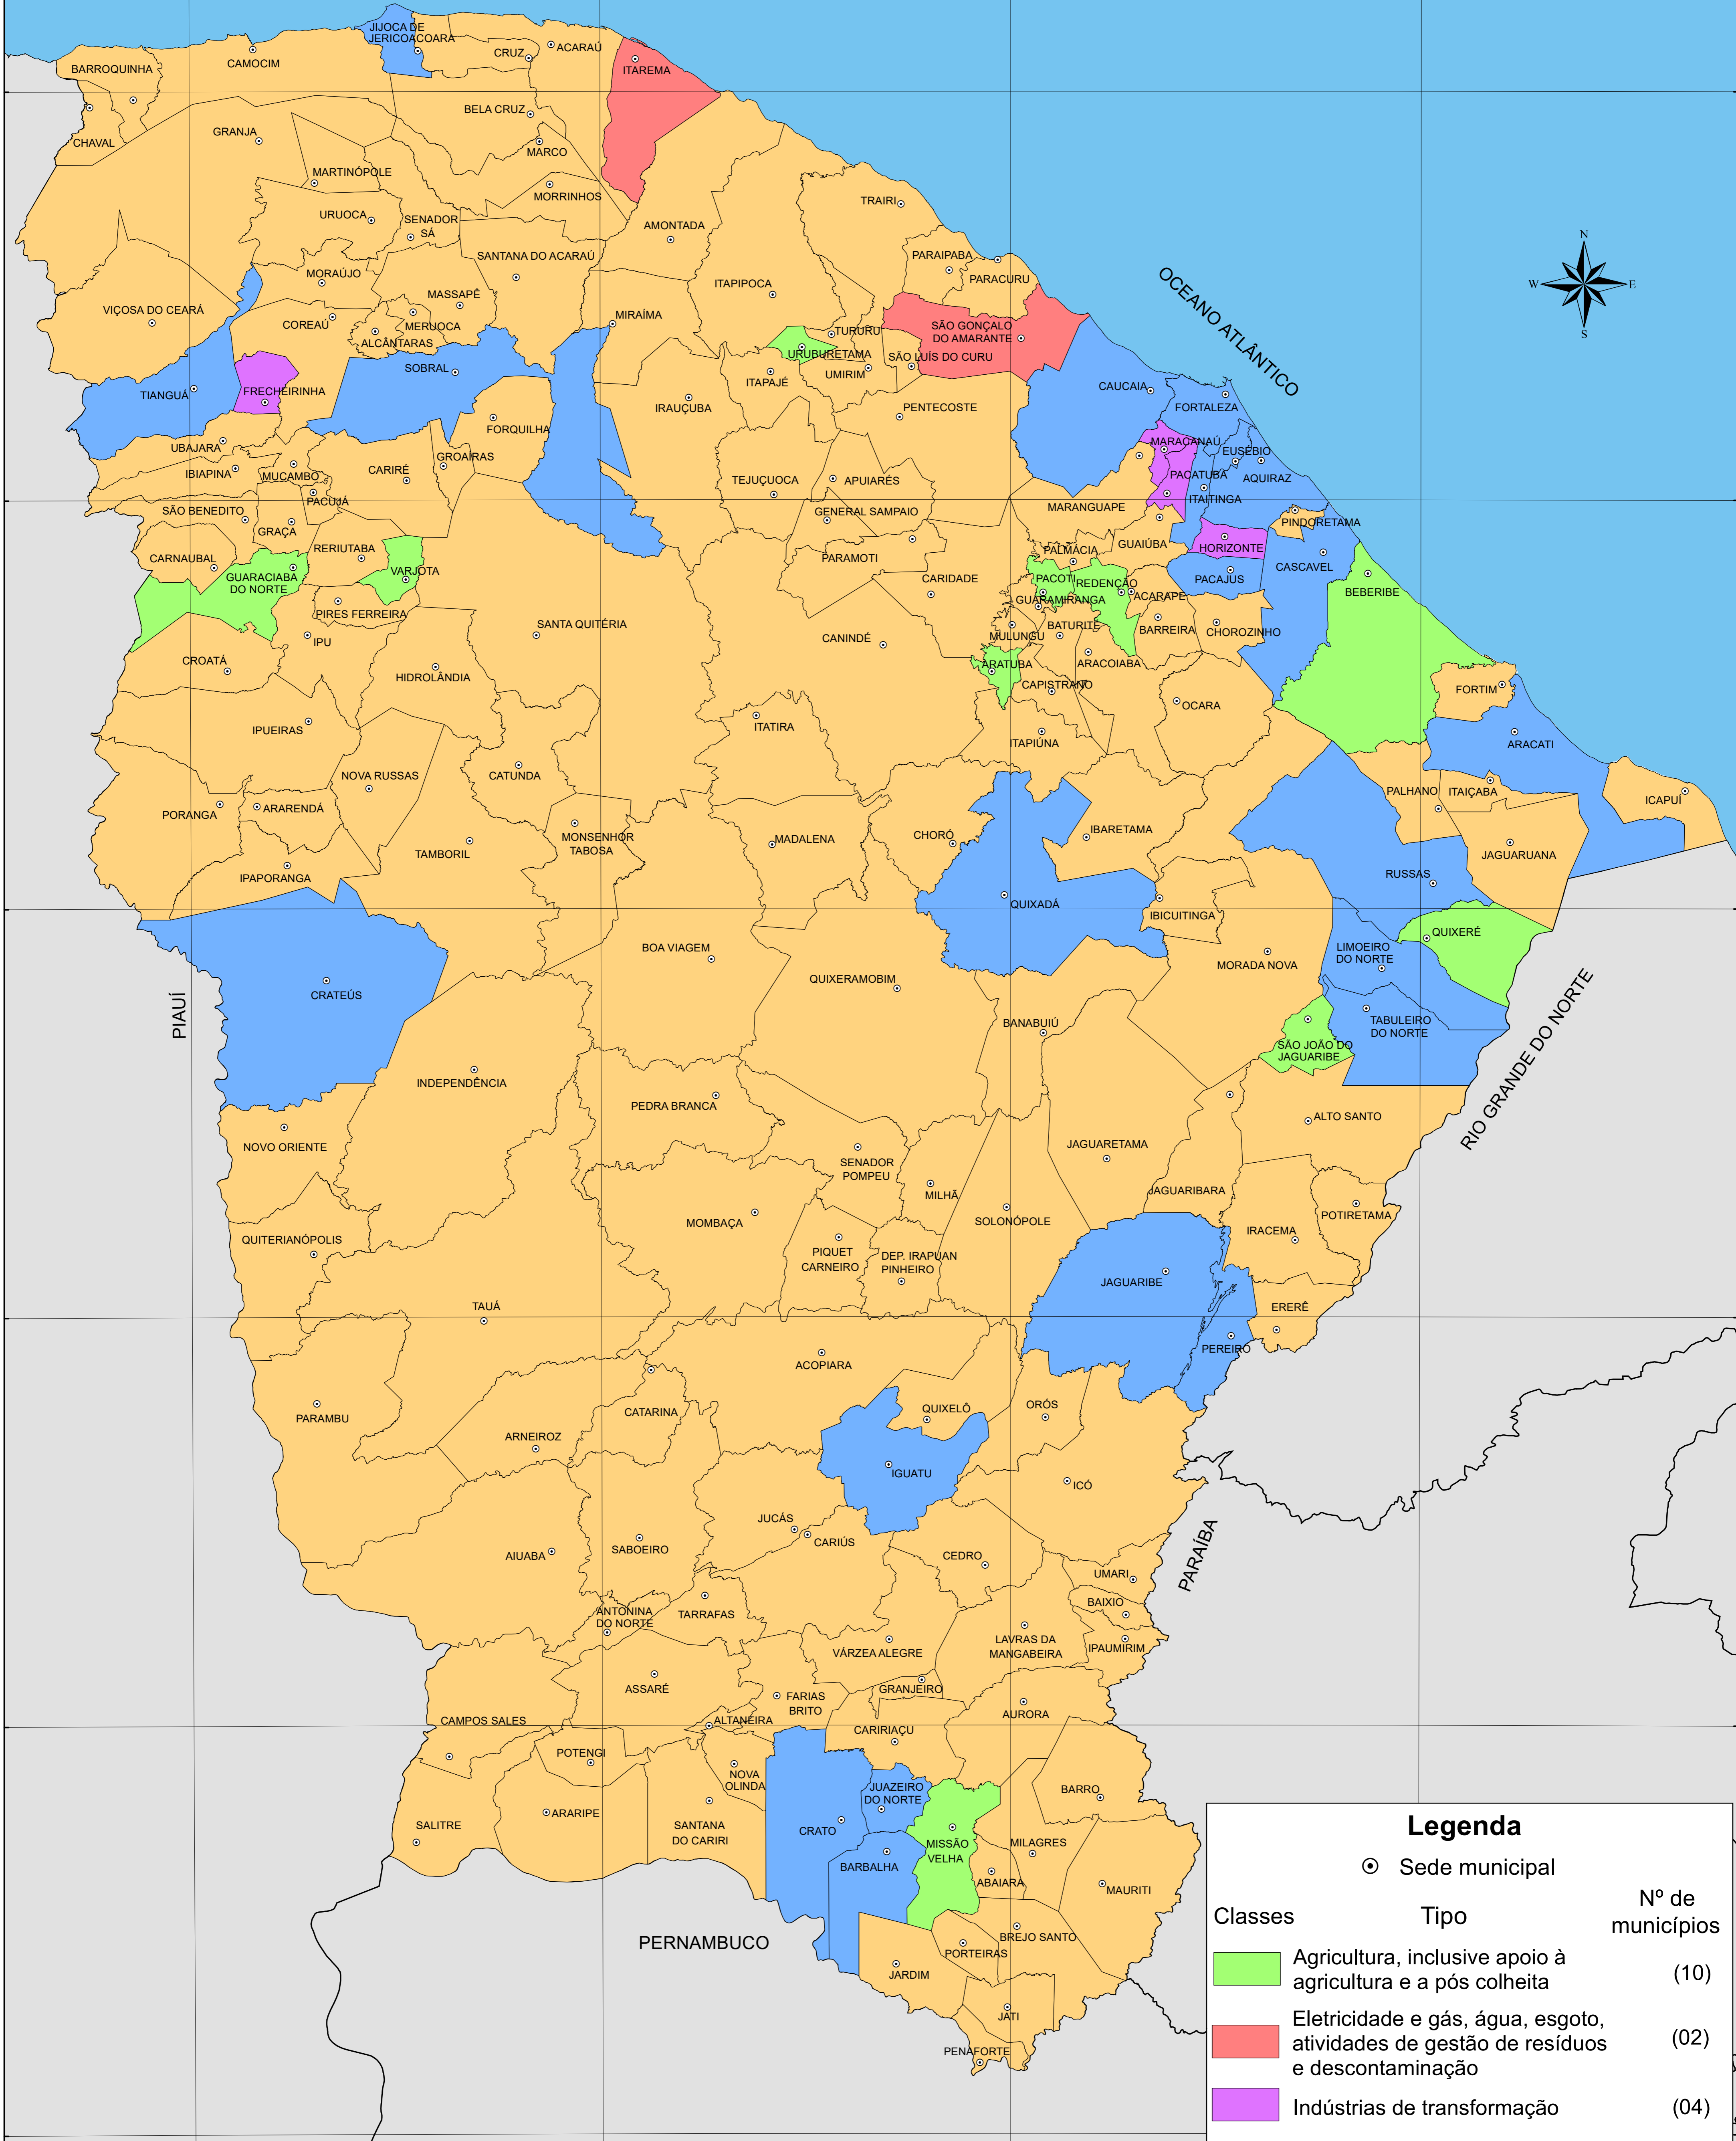 JIJOCA DE
JERICOACOARA
CRUZ
ACARAÚ
ITAREMA
BARROQUINHA
CAMOCIM
CHAVAL
GRANJA
BELA CRUZ
MARCO
MARTINÓPOLE
MORRINHOS
URUOCA
SENADOR
SÁ
AMONTADA
TRAIRI
SANTANA DO ACARAÚ
PARAIPABA
PARACURU
MORAÚJO
MASSAPÊ
ITAPIPOCA
VIÇOSA DO CEARÁ
COREAÚ
MERUOCA
ALCÂNTARAS
MIRAÍMA
TURURU
URUBURETAMA
SÃO GONÇALO
DO AMARANTE
SÃO LUÍS DO CURU
UMIRIM
OCEANO ATLÂNTICO
N
W
E
S
TIANGUÁ
FRECHEIRINHA
SOBRAL
ITAPAJÉ
IRAUÇUBA
PENTECOSTE
CAUCAIA
FORTALEZA
FORQUILHA
UBAJARA
IBIAPINA
MUCAMBO
CARIRÉ
GROAÍRAS
MARACANAÚ
EUSÉBIO
PACATUBA
AQUIRAZ
ITAITINGA
TEJUÇUOCA
APUIARÉS
SÃO BENEDITO
PACUJÁ
GRAÇA
GENERAL SAMPAIO
MARANGUAPE
PINDORETAMA
CARNAUBAL
RERIUTABA
VARJOTA
GUARACIABA
DO NORTE
PARAMOTI
PALMÁCIA
GUAIÚBA
HORIZONTE
CASCAVEL
PACAJUS
PIRES FERREIRA
IPU
CARIDADE
PACOTI
REDENÇÃO
GUARAMIRANGA
ACARAPE
BEBERIBE
SANTA QUITÉRIA
CANINDÉ
MULUNGU
BATURITÉ
BARREIRA
CHOROZINHO
CROATÁ
HIDROLÂNDIA
ARATUBA
ARACOIABA
CAPISTRANO
OCARA
FORTIM
IPUEIRAS
ITATIRA
ITAPIÚNA
ARACATI
NOVA RUSSAS
CATUNDA
PALHANO
ITAIÇABA
ICAPUÍ
PORANGA
ARARENDÁ
TAMBORIL
MONSENHOR
TABOSA
MADALENA
CHORÓ
IBARETAMA
JAGUARUANA
IPAPORANGA
RUSSAS
QUIXADÁ
IBICUITINGA
QUIXERÉ
BOA VIAGEM
QUIXERAMOBIM
MORADA NOVA
LIMOEIRO
DO NORTE
CRATEÚS
PIAUÍ
BANABUIÚ
TABULEIRO
DO NORTE
SÃO JOÃO DO
JAGUARIBE
RIO GRANDE DO NORTE
INDEPENDÊNCIA
PEDRA BRANCA
ALTO SANTO
NOVO ORIENTE
SENADOR
POMPEU
JAGUARETAMA
MILHÃ
JAGUARIBARA
MOMBAÇA
SOLONÓPOLE
IRACEMA
POTIRETAMA
QUITERIANÓPOLIS
PIQUET
CARNEIRO
DEP. IRAPUAN
PINHEIRO
JAGUARIBE
TAUÁ
ERERÊ
PEREIRO
ACOPIARA
PARAMBU
CATARINA
QUIXELÔ
ORÓS
ARNEIROZ
IGUATU
ICÓ
JUCÁS
CARIÚS
SABOEIRO
AIUABA
CEDRO
UMARI
PARAÍBA
BAIXIO
ANTONINA
DO NORTE
TARRAFAS
VÁRZEA ALEGRE
LAVRAS DA
MANGABEIRA
IPAUMIRIM
ASSARÉ
FARIAS
BRITO
GRANJEIRO
AURORA
CAMPOS SALES
ALTANEIRA
CARIRIAÇU
POTENGI
NOVA
OLINDA
JUAZEIRO
DO NORTE
BARRO
SALITRE
ARARIPE
SANTANA
DO CARIRI
CRATO
MISSÃO
VELHA
MILAGRES
BARBALHA
ABAIARA
MAURITI
PERNAMBUCO
BREJO SANTO
PORTEIRAS
JARDIM
JATI
PENAFORTE
Legenda
Sede municipal
Classes Tipo Nº de
municípios
Agricultura, inclusive apoio à
agricultura e a pós colheita (10)
Eletricidade e gás, água, esgoto,
atividades de gestão de resíduos
e descontaminação (02)
Indústrias de transformação (04)